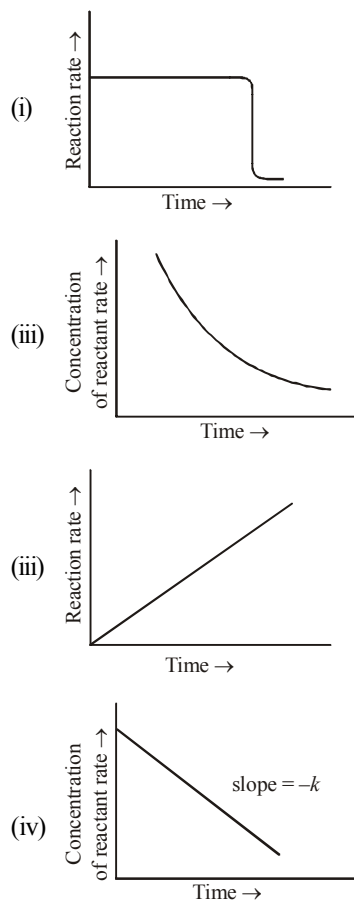 (i)
Reaction rate →
Time →
(iii)
Concentration
of reactant rate →
Time →
(iii)
Reaction rate →
Time →
(iv)
Concentration
of reactant rate →
slope = –k
Time →